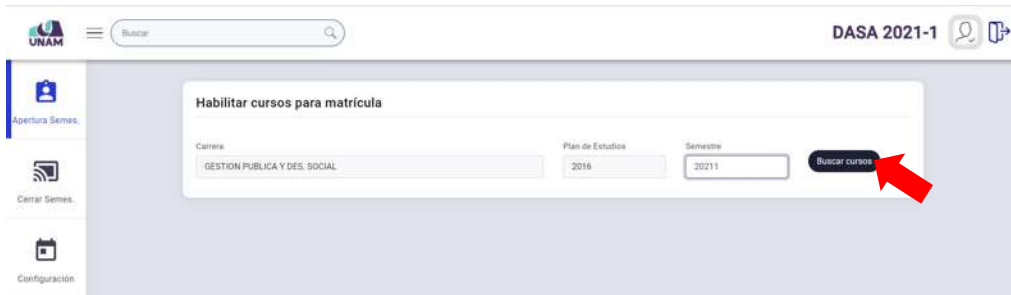 UNAM
Buscar
DASA 2021-1
Apertura Semes.
Cerrar Semes.
Configuración
Habilitar cursos para matrícula
Carrera
Plan de Estudios
Semestre
GESTION PUBLICA Y DES. SOCIAL
2016
20211
Buscar cursos